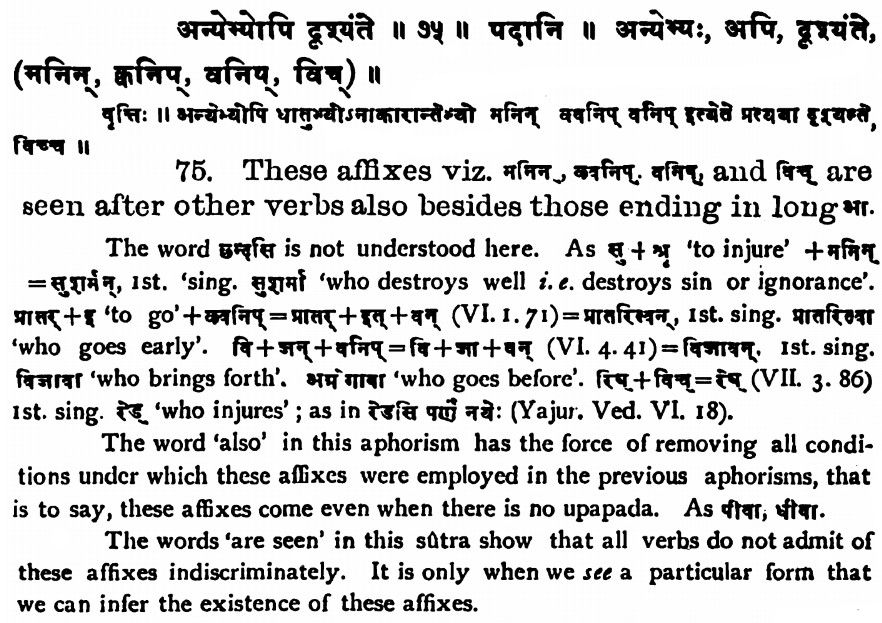 अन्येभ्योपि दृश्यंते ॥ ७५ ॥ पदानि ॥ अन्येभ्यः, अपि, दृश्यंते,
(मनिन्, क्वनिप्, वनिप्, विच्) ॥
वृत्तिः ॥ अन्येभ्योपि धातुभ्योऽनाकारान्तेभ्यो मनिन् क्वनिप् वनिप् इत्येते प्रत्यया दृश्यन्ते,
विच्च ॥
75. These affixes viz. मनिन्, क्वनिप्. वनिप्, and विच् are
seen after other verbs also besides those ending in long आ.
The word छन्दसि is not understood here. As सु + शॄ 'to injure' + मनिन्
= सुशर्मन्, 1st. 'sing. सुशर्मा 'who destroys well i. e. destroys sin or ignorance'.
प्रातर् + इ 'to go' + क्वनिप् = प्रातर् + इत् + वन् (VI. 1. 71) = प्रातरित्वन्, 1st. sing. प्रातरित्वा
'who goes early'. वि + जन् + वनिप् = वि + जा + वन् (VI. 4. 41) = विजावन्. 1st. sing.
विजावा 'who brings forth'. अग्रेगावा 'who goes before'. रिष् + विच् = रेष् (VII. 3. 86)
1st. sing. रेड् 'who injures' ; as in रेडसि पर्णं नयेः (Yajur. Ved. VI. 18).
The word 'also' in this aphorism has the force of removing all condi-
tions under which these affixes were employed in the previous aphorisms, that
is to say, these affixes come even when there is no upapada. As पीवा, धीवा.
The words 'are seen' in this sûtra show that all verbs do not admit of
these affixes indiscriminately. It is only when we see a particular form that
we can infer the existence of these affixes.